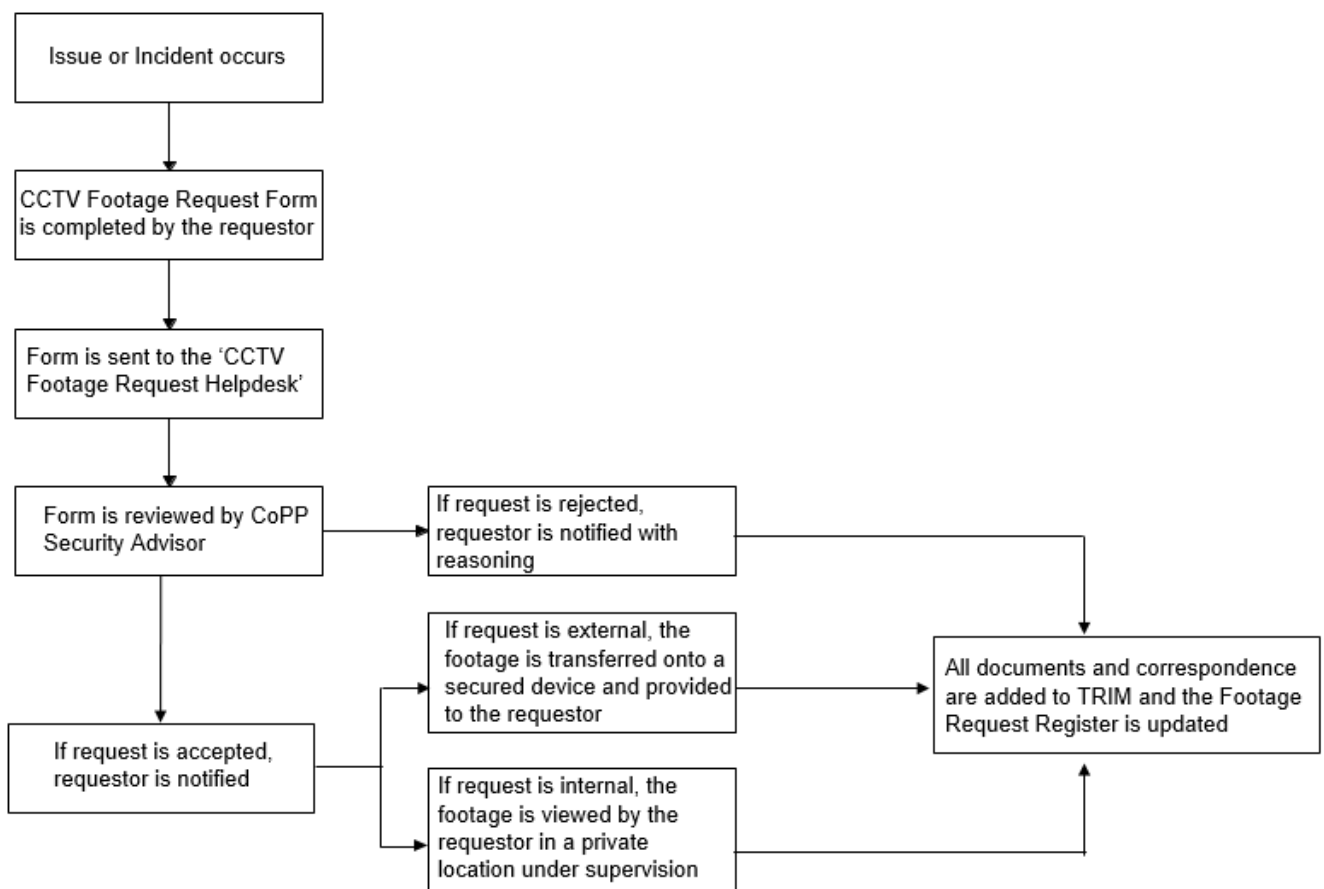 Issue or Incident occurs
CCTV Footage Request Form
is completed by the requestor
Form is sent to the ‘CCTV
Footage Request Helpdesk’
Form is reviewed by CoPP
Security Advisor
If request is rejected,
requestor is notified with
reasoning
If request is accepted,
requestor is notified
If request is external, the
footage is transferred onto a
secured device and provided
to the requestor
If request is internal, the
footage is viewed by the
requestor in a private
location under supervision
All documents and correspondence
are added to TRIM and the Footage
Request Register is updated